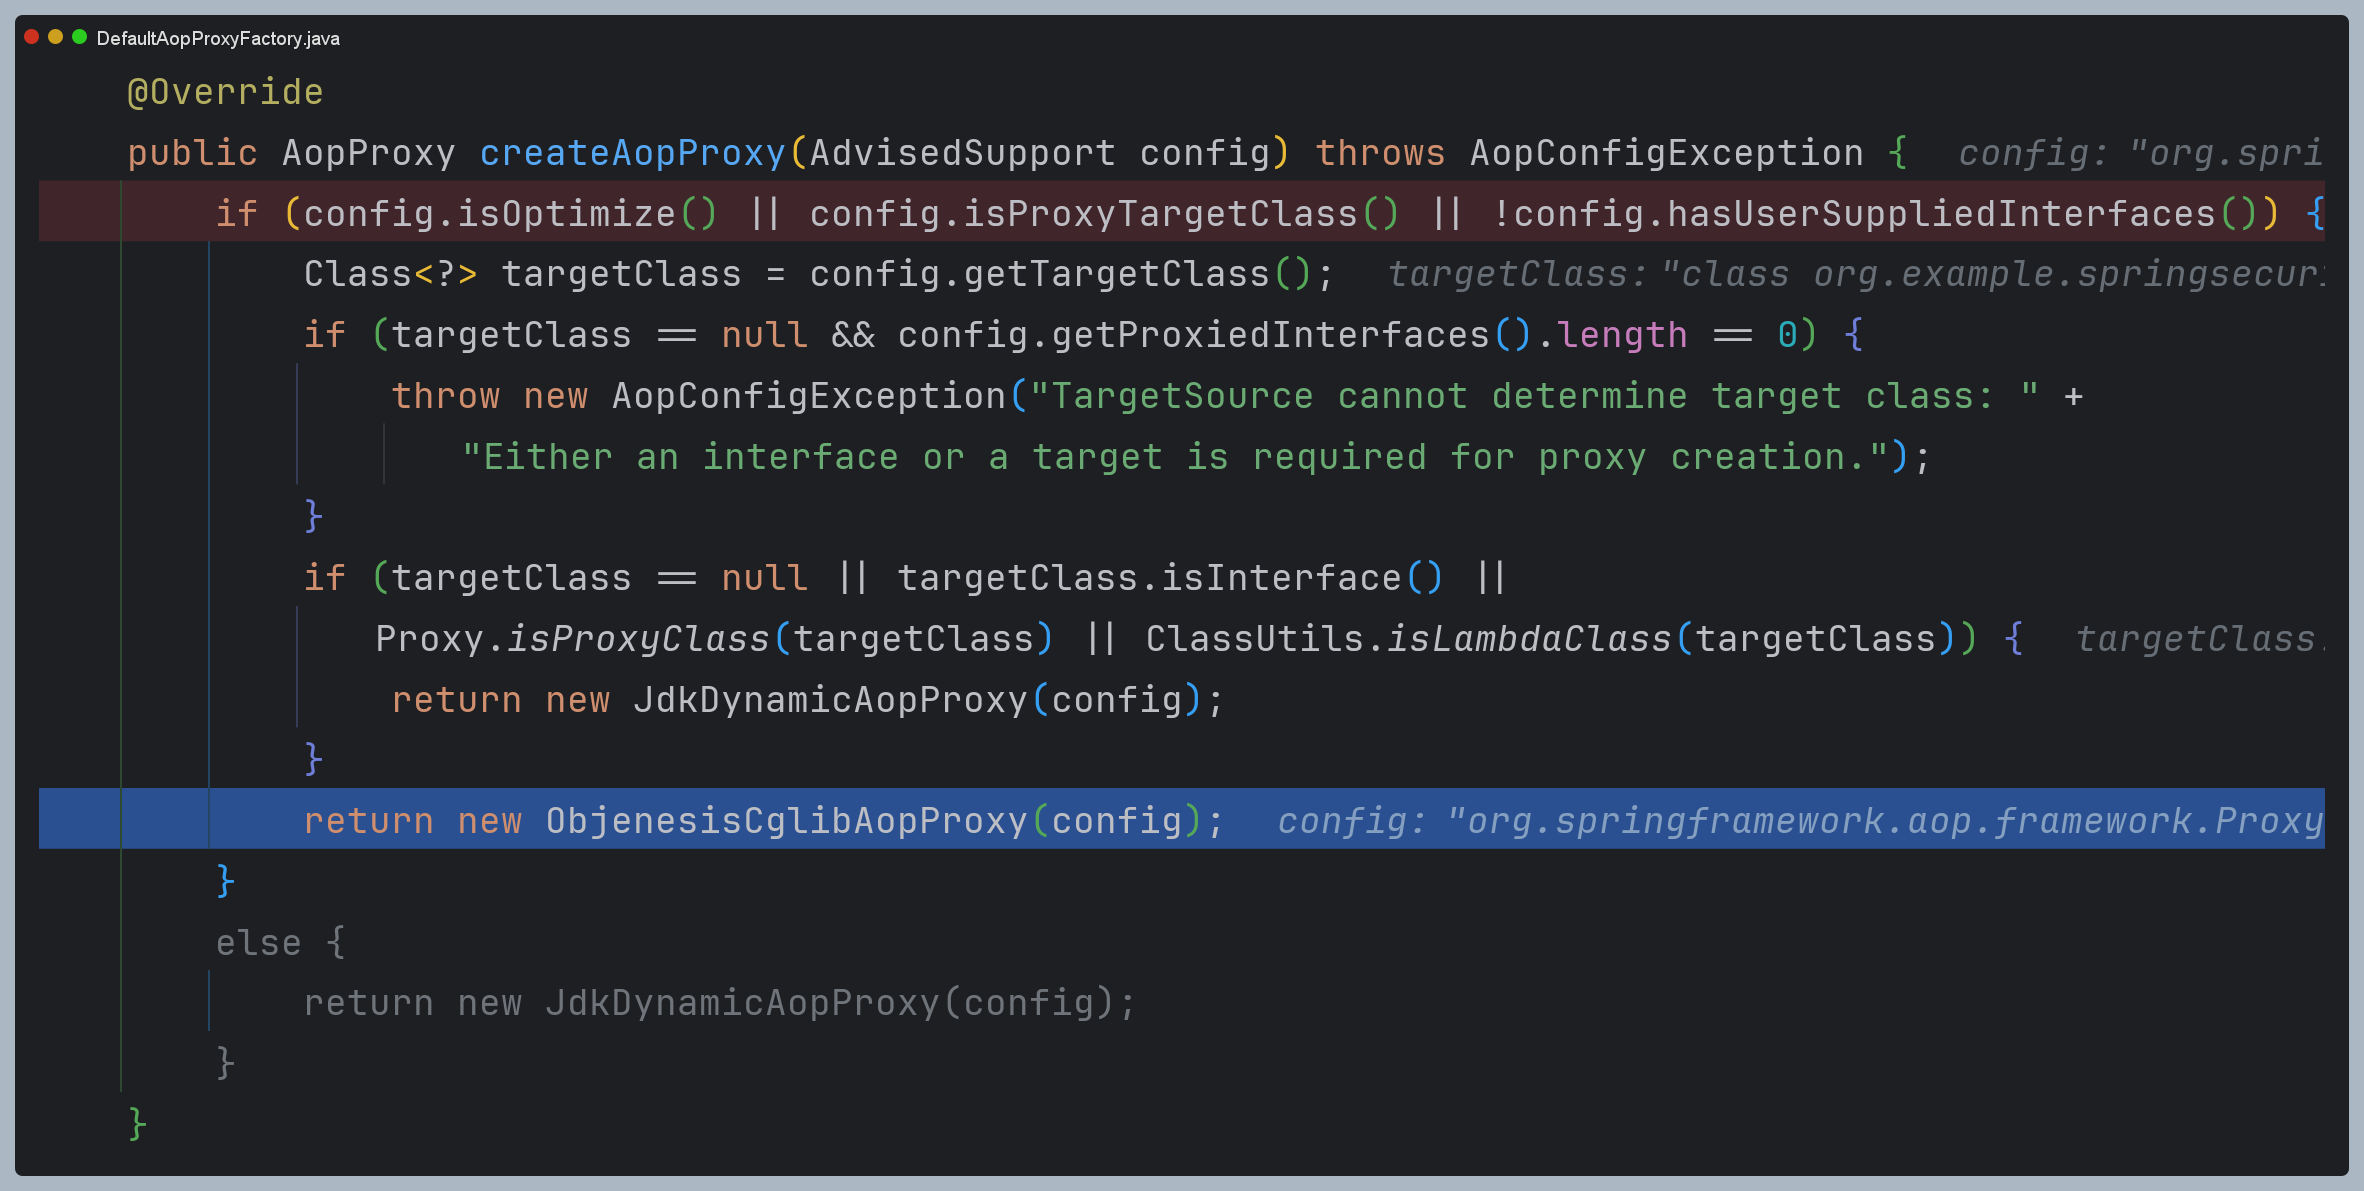 DefaultAopProxyFactory.java
@Override
public AopProxy createAopProxy(AdvisedSupport config) throws AopConfigException { config: "org.spri
if (config.isOptimize() || config.isProxyTargetClass() || !config.hasUserSuppliedInterfaces()) {
Class<?> targetClass = config.getTargetClass(); targetClass: "class org.example.springsecuri
if (targetClass == null && config.getProxiedInterfaces().length == 0) {
throw new AopConfigException("TargetSource cannot determine target class: " +
"Either an interface or a target is required for proxy creation.");
}
if (targetClass == null || targetClass.isInterface() ||
Proxy.isProxyClass(targetClass) || ClassUtils.isLambdaClass(targetClass)) { targetClass:
return new JdkDynamicAopProxy(config);
}
return new ObjenesisCglibAopProxy(config); config: "org.springframework.aop.framework.Proxy
}
else {
return new JdkDynamicAopProxy(config);
}
}